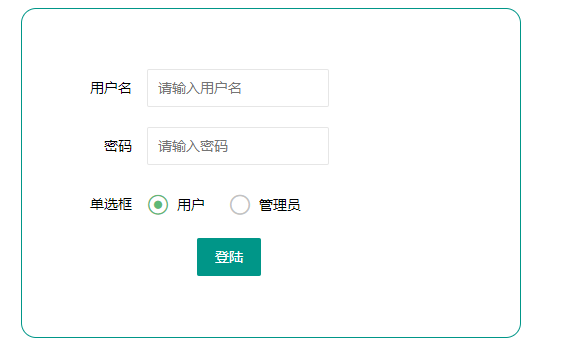 用户名 请输入用户名
密码 请输入密码
单选框 用户 管理员
登陆